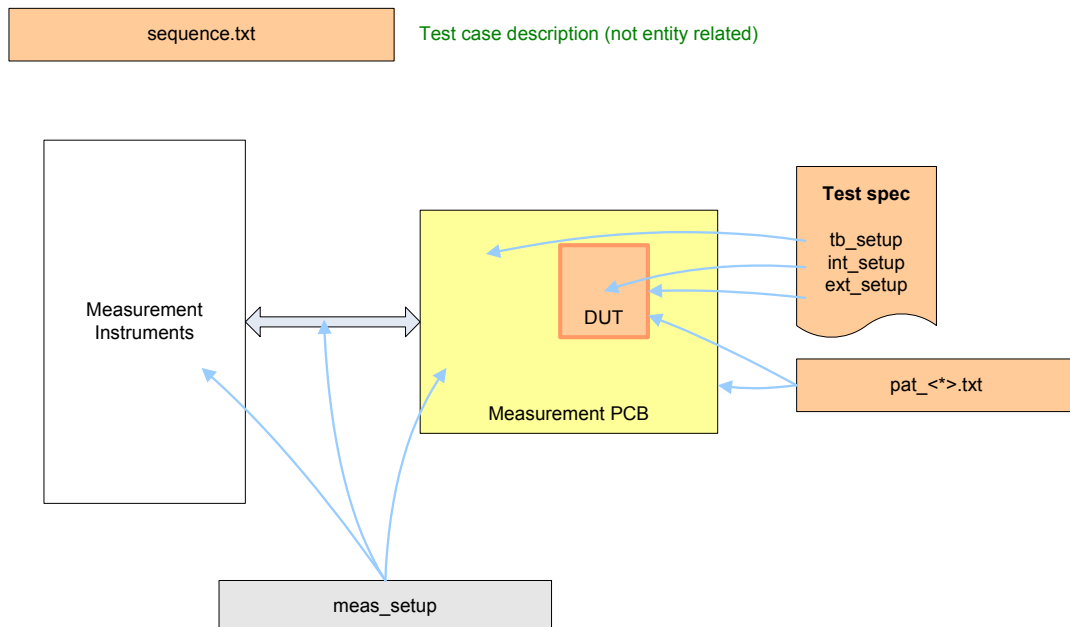 sequence.txt
Test case description (not entity related)
Test spec
tb_setup
int_setup
ext_setup
Measurement
Instruments
DUT
pat_<*>.txt
Measurement PCB
meas_setup